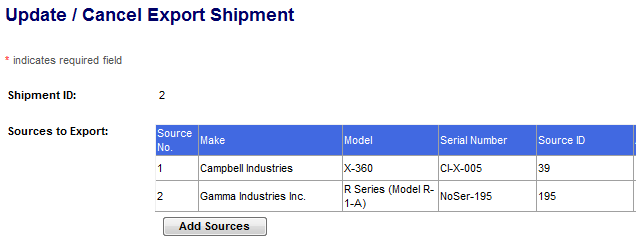 Update / Cancel Export Shipment
* indicates required field
Shipment ID: 2
Sources to Export:
Source No. Make Model Serial Number Source ID
1 Campbell Industries X-360 CI-X-005 39
2 Gamma Industries Inc. R Series (Model R-1-A) NoSer-195 195
Add Sources